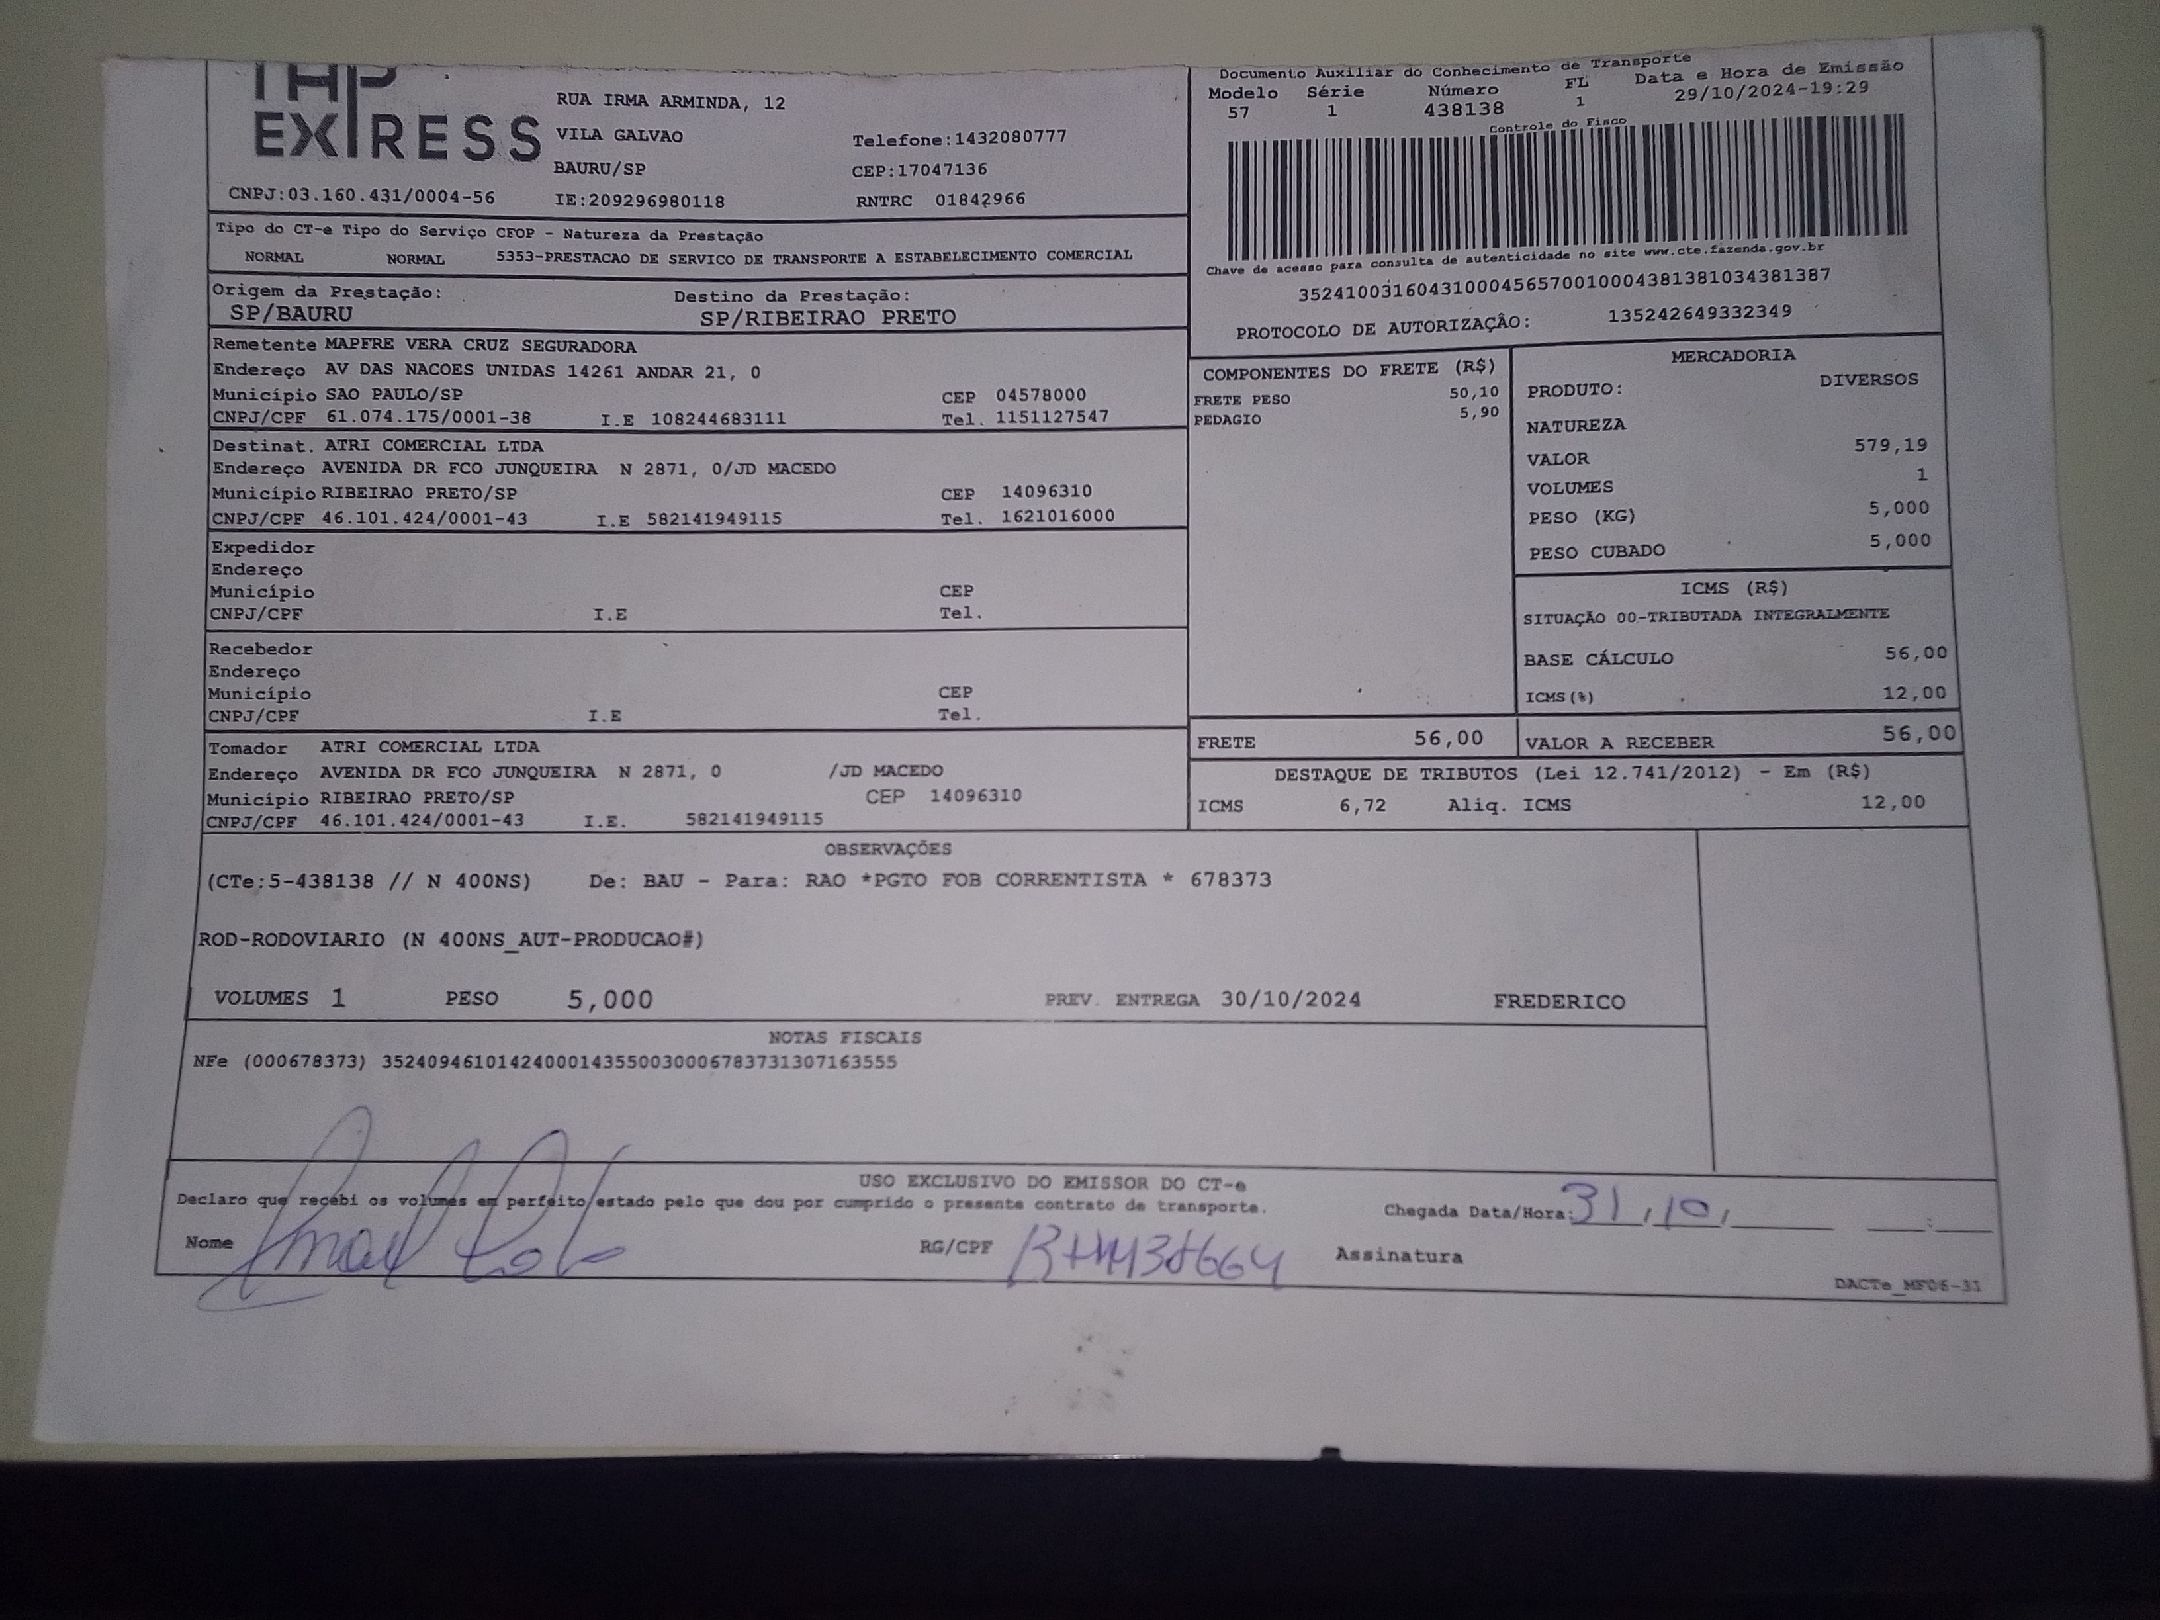 EXPRESS
RUA IRMA ARMINDA, 12
VILA GALVAO
Telefone:1432080777
BAURU/SP
CEP:17047136
CNPJ:03.160.431/0004-56
IE:209296980118
RNTRC 01842966
Documento Auxiliar do Conhecimento de Transporte
Modelo Série Número FL Data e Hora de Emissão
57 1 438138 1 29/10/2024-19:29
Controle do Fisco
Chave de acesso para consulta de autenticidade no site www.cte.fazenda.gov.br
35241003160431000456570010004381381034381387
PROTOCOLO DE AUTORIZAÇÃO: 135242649332349
Tipo do CT-e Tipo do Serviço CFOP - Natureza da Prestação
NORMAL NORMAL 5353-PRESTACAO DE SERVICO DE TRANSPORTE A ESTABELECIMENTO COMERCIAL
Origem da Prestação: Destino da Prestação:
SP/BAURU SP/RIBEIRAO PRETO
Remetente MAPFRE VERA CRUZ SEGURADORA
Endereço AV DAS NACOES UNIDAS 14261 ANDAR 21, 0
Município SAO PAULO/SP CEP 04578000
CNPJ/CPF 61.074.175/0001-38 I.E 108244683111 Tel. 1151127547
Destinat. ATRI COMERCIAL LTDA
Endereço AVENIDA DR FCO JUNQUEIRA N 2871, 0/JD MACEDO
Município RIBEIRAO PRETO/SP CEP 14096310
CNPJ/CPF 46.101.424/0001-43 I.E 582141949115 Tel. 1621016000
Expedidor
Endereço
Município CEP
CNPJ/CPF I.E Tel.
Recebedor
Endereço
Município CEP
CNPJ/CPF I.E Tel.
Tomador ATRI COMERCIAL LTDA
Endereço AVENIDA DR FCO JUNQUEIRA N 2871, 0 /JD MACEDO
Município RIBEIRAO PRETO/SP CEP 14096310
CNPJ/CPF 46.101.424/0001-43 I.E. 582141949115
COMPONENTES DO FRETE (R$)
FRETE PESO 50,10
PEDAGIO 5,90
MERCADORIA
PRODUTO: DIVERSOS
NATUREZA
VALOR 579,19
VOLUMES 1
PESO (KG) 5,000
PESO CUBADO 5,000
ICMS (R$)
SITUAÇÃO 00-TRIBUTADA INTEGRALMENTE
BASE CÁLCULO 56,00
ICMS(%) 12,00
FRETE 56,00 VALOR A RECEBER 56,00
DESTAQUE DE TRIBUTOS (Lei 12.741/2012) - Em (R$)
ICMS 6,72 Aliq. ICMS 12,00
OBSERVAÇÕES
(CTe:5-438138 // N 400NS) De: BAU - Para: RAO *PGTO FOB CORRENTISTA * 678373
ROD-RODOVIARIO (N 400NS_AUT-PRODUCAO#)
VOLUMES 1 PESO 5,000 PREV. ENTREGA 30/10/2024 FREDERICO
NOTAS FISCAIS
NFe (000678373) 35240946101424000143550030006783731307163555
USO EXCLUSIVO DO EMISSOR DO CT-e
Declaro que recebi os volumes em perfeito estado pelo que dou por cumprido o presente contrato de transporte.
Chegada Data/Hora: 31/10/
Nome RG/CPF Assinatura
DACTe_MF06-31